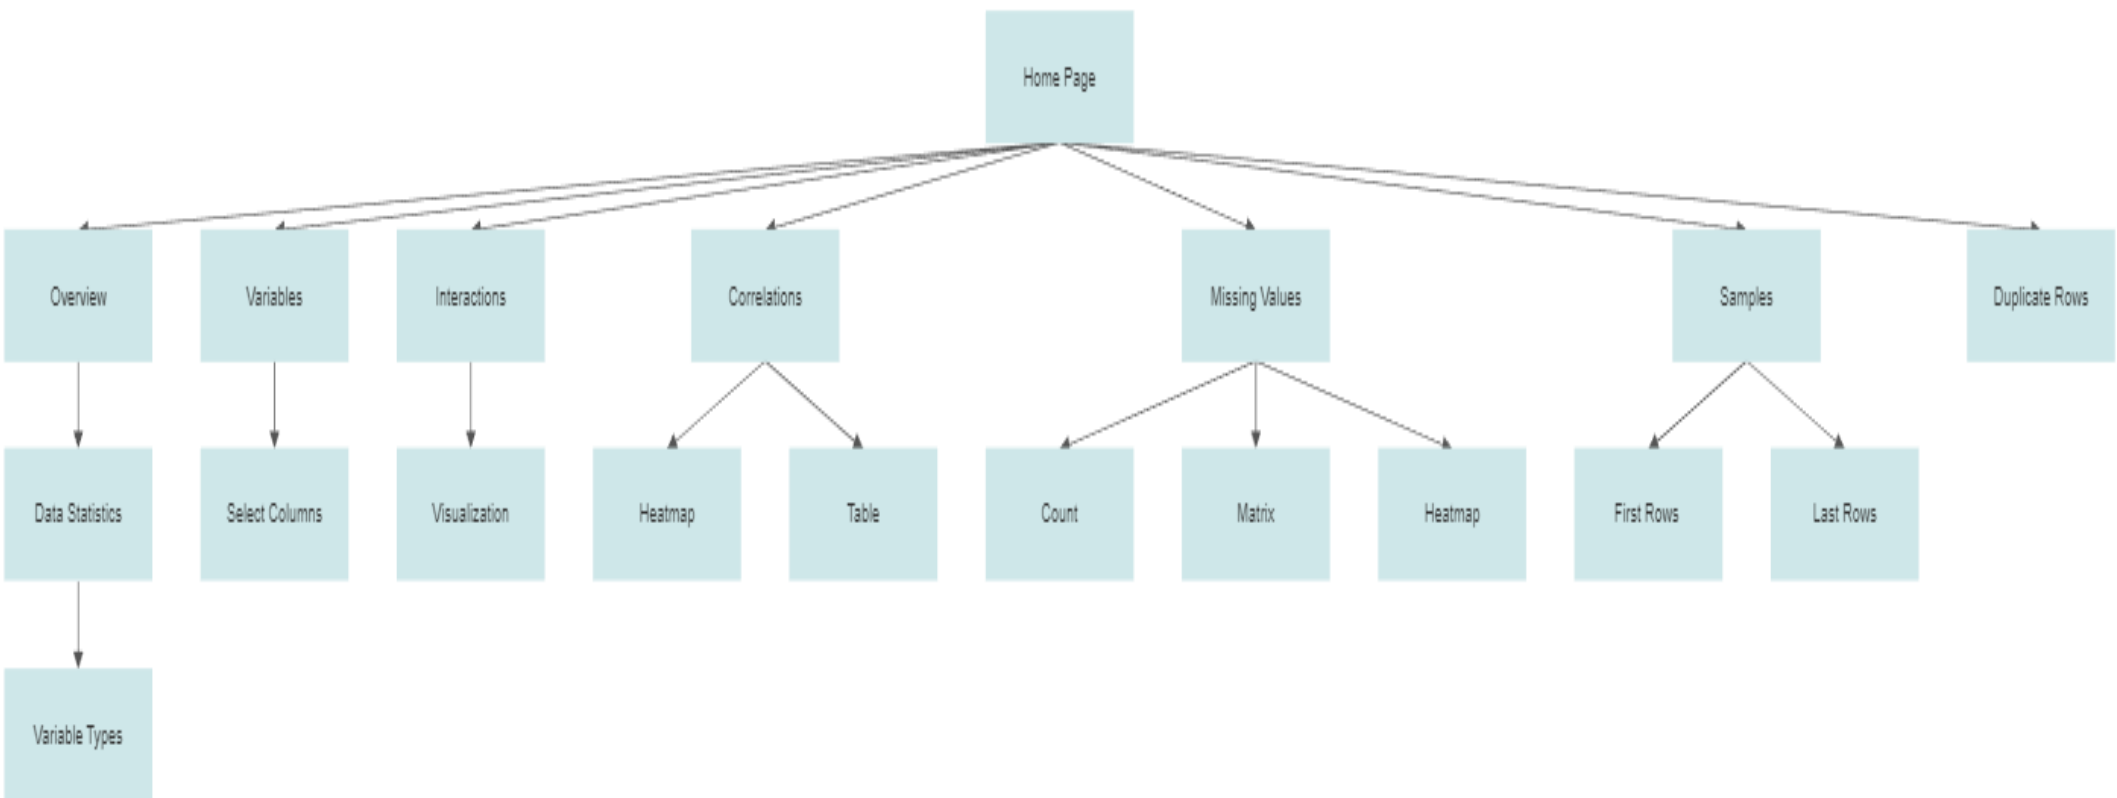 Home Page
Overview
Variables
Interactions
Correlations
Missing Values
Samples
Duplicate Rows
Data Statistics
Select Columns
Visualization
Heatmap
Table
Count
Matrix
Heatmap
First Rows
Last Rows
Variable Types